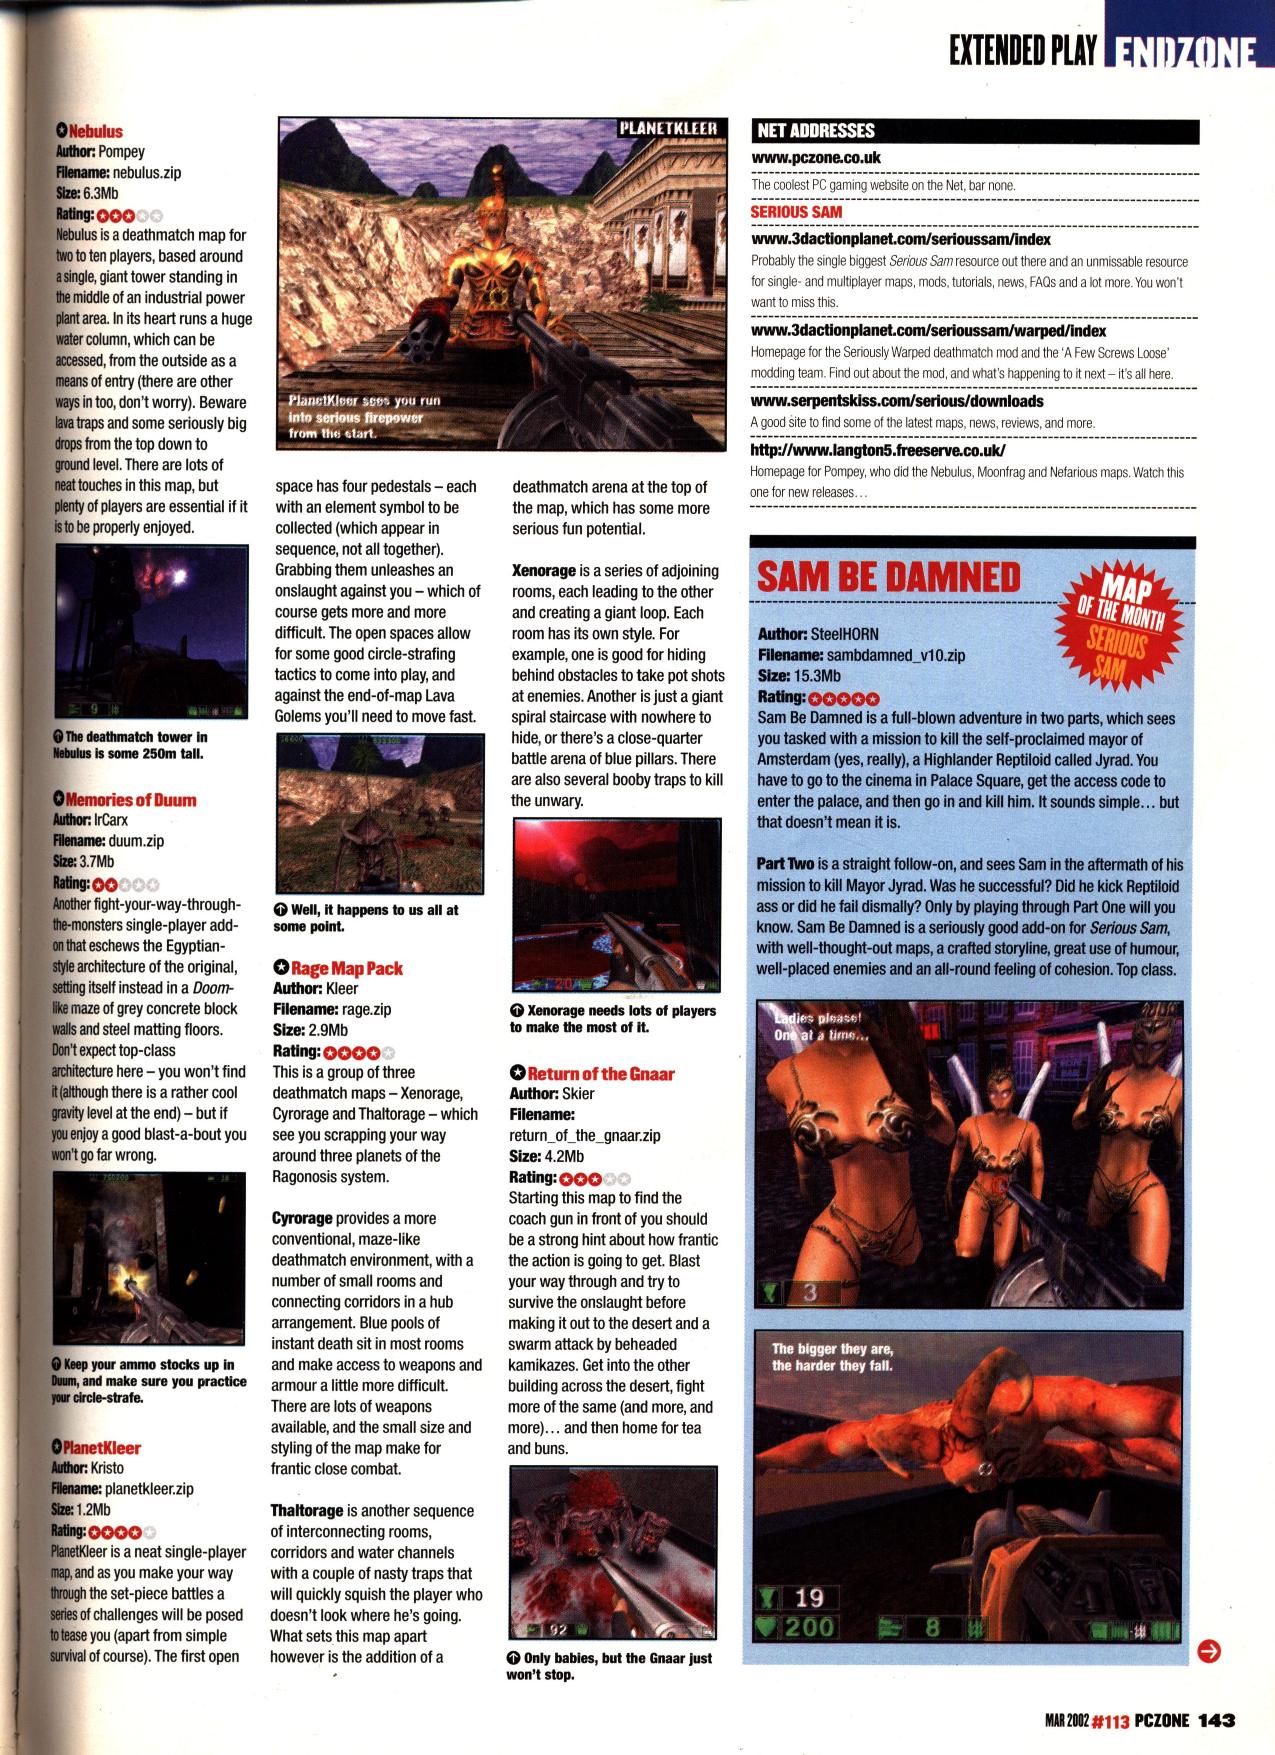 EXTENDED PLAY ENDZONE
Nebulus
Author: Pompey
Filename: nebulus.zip
Size: 6.3Mb
Rating:
Nebulus is a deathmatch map for
two to ten players, based around
a single, giant tower standing in
the middle of an industrial power
plant area. In its heart runs a huge
water column, which can be
accessed, from the outside as a
means of entry (there are other
ways in too, don't worry). Beware
lava traps and some seriously big
drops from the top down to
ground level. There are lots of
neat touches in this map, but
plenty of players are essential if it
is to be properly enjoyed.
9
The deathmatch tower in
Nebulus is some 250m tall.
Memories of Duum
Author: IrCarx
Filename: duum.zip
Size: 3.7Mb
Rating:
Another fight-your-way-through-
the-monsters single-player add-
on that eschews the Egyptian-
style architecture of the original,
setting itself instead in a Doom-
like maze of grey concrete block
walls and steel matting floors.
Don't expect top-class
architecture here – you won't find
it (although there is a rather cool
gravity level at the end) – but if
you enjoy a good blast-a-bout you
won't go far wrong.
Keep your ammo stocks up in
Duum, and make sure you practice
your circle-strafe.
PlanetKleer
Author: Kristo
Filename: planetkleer.zip
Size: 1.2Mb
Rating:
PlanetKleer is a neat single-player
map, and as you make your way
through the set-piece battles a
series of challenges will be posed
to tease you (apart from simple
survival of course). The first open
PLANETKLEER
PlanetKleer sees you run
into serious firepower
from the start.
space has four pedestals – each
with an element symbol to be
collected (which appear in
sequence, not all together).
Grabbing them unleashes an
onslaught against you – which of
course gets more and more
difficult. The open spaces allow
for some good circle-strafing
tactics to come into play, and
against the end-of-map Lava
Golems you'll need to move fast.
Well, it happens to us all at
some point.
Rage Map Pack
Author: Kleer
Filename: rage.zip
Size: 2.9Mb
Rating:
This is a group of three
deathmatch maps – Xenorage,
Cyrorage and Thaltorage – which
see you scrapping your way
around three planets of the
Ragonosis system.
Cyrorage provides a more
conventional, maze-like
deathmatch environment, with a
number of small rooms and
connecting corridors in a hub
arrangement. Blue pools of
instant death sit in most rooms
and make access to weapons and
armour a little more difficult.
There are lots of weapons
available, and the small size and
styling of the map make for
frantic close combat.
Thaltorage is another sequence
of interconnecting rooms,
corridors and water channels
with a couple of nasty traps that
will quickly squish the player who
doesn't look where he's going.
What sets this map apart
however is the addition of a
deathmatch arena at the top of
the map, which has some more
serious fun potential.
Xenorage is a series of adjoining
rooms, each leading to the other
and creating a giant loop. Each
room has its own style. For
example, one is good for hiding
behind obstacles to take pot shots
at enemies. Another is just a giant
spiral staircase with nowhere to
hide, or there's a close-quarter
battle arena of blue pillars. There
are also several booby traps to kill
the unwary.
20
Xenorage needs lots of players
to make the most of it.
Return of the Gnaar
Author: Skier
Filename:
return_of_the_gnaar.zip
Size: 4.2Mb
Rating:
Starting this map to find the
coach gun in front of you should
be a strong hint about how frantic
the action is going to get. Blast
your way through and try to
survive the onslaught before
making it out to the desert and a
swarm attack by beheaded
kamikazes. Get into the other
building across the desert, fight
more of the same (and more, and
more)... and then home for tea
and buns.
92
Only babies, but the Gnaar just
won't stop.
NET ADDRESSES
www.pczone.co.uk
The coolest PC gaming website on the Net, bar none.
SERIOUS SAM
www.3dactionplanet.com/serioussam/index
Probably the single biggest Serious Sam resource out there and an unmissable resource
for single- and multiplayer maps, mods, tutorials, news, FAQs and a lot more. You won't
want to miss this.
www.3dactionplanet.com/serioussam/warped/index
Homepage for the Seriously Warped deathmatch mod and the 'A Few Screws Loose'
modding team. Find out about the mod, and what's happening to it next – it's all here.
www.serpentskiss.com/serious/downloads
A good site to find some of the latest maps, news, reviews, and more.
http://www.langton5.freeserve.co.uk/
Homepage for Pompey, who did the Nebulus, Moonfrag and Nefarious maps. Watch this
one for new releases...
SAM BE DAMNED
MAP
OF THE MONTH
SERIOUS
SAM
Author: SteelHORN
Filename: sambdamned_v10.zip
Size: 15.3Mb
Rating:
Sam Be Damned is a full-blown adventure in two parts, which sees
you tasked with a mission to kill the self-proclaimed mayor of
Amsterdam (yes, really), a Highlander Reptiloid called Jyrad. You
have to go to the cinema in Palace Square, get the access code to
enter the palace, and then go in and kill him. It sounds simple... but
that doesn't mean it is.
Part Two is a straight follow-on, and sees Sam in the aftermath of his
mission to kill Mayor Jyrad. Was he successful? Did he kick Reptiloid
ass or did he fail dismally? Only by playing through Part One will you
know. Sam Be Damned is a seriously good add-on for Serious Sam,
with well-thought-out maps, a crafted storyline, great use of humour,
well-placed enemies and an all-round feeling of cohesion. Top class.
Ladies please!
One at a time...
3
The bigger they are,
the harder they fall.
19
200 8
MAR 2002 #113 PCZONE 143